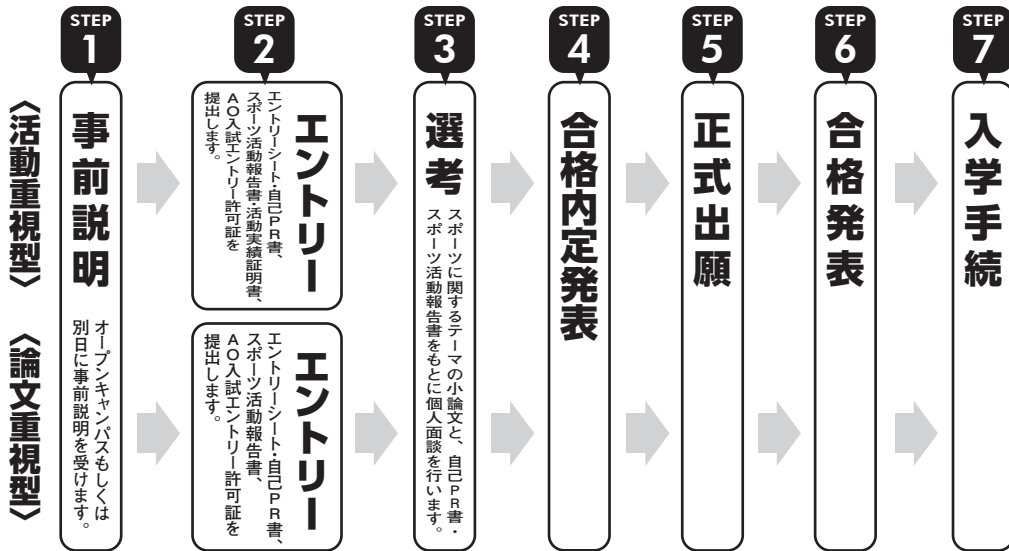 〈活動重視型〉
〈論文重視型〉
STEP
1
事前説明
オープンキャンパスもしくは
別日に事前説明を受けます。
STEP
2
エントリー
エントリーシート・自己PR書、
スポーツ活動報告書・活動実績証明書、
AO入試エントリー許可証を
提出します。
エントリー
エントリーシート・自己PR書、
スポーツ活動報告書、
AO入試エントリー許可証を
提出します。
STEP
3
選考
スポーツに関するテーマの小論文と、自己PR書・
スポーツ活動報告書をもとに個人面談を行います。
STEP
4
合格内定発表
STEP
5
正式出願
STEP
6
合格発表
STEP
7
入学手続